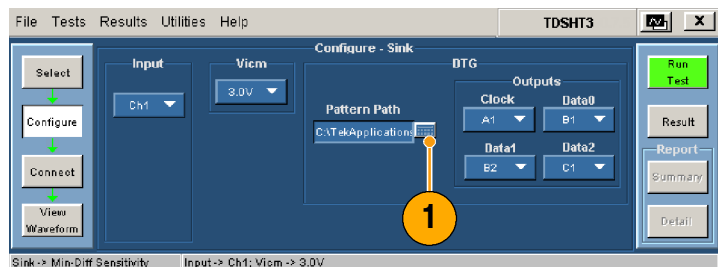 File Tests Results Utilities Help TDSHT3 X
Configure - Sink
Select
Configure
Connect
View
Waveform
Input
Ch1
Vicm
3.0V
DTG
Pattern Path
C:\TekApplications
Outputs
Clock Data0
A1 B1
Data1 Data2
B2 C1
1
Run
Test
Result
Report
Summary
Detail
Sink -> Min-Diff Sensitivity Input -> Ch1; Vicm -> 3.0V